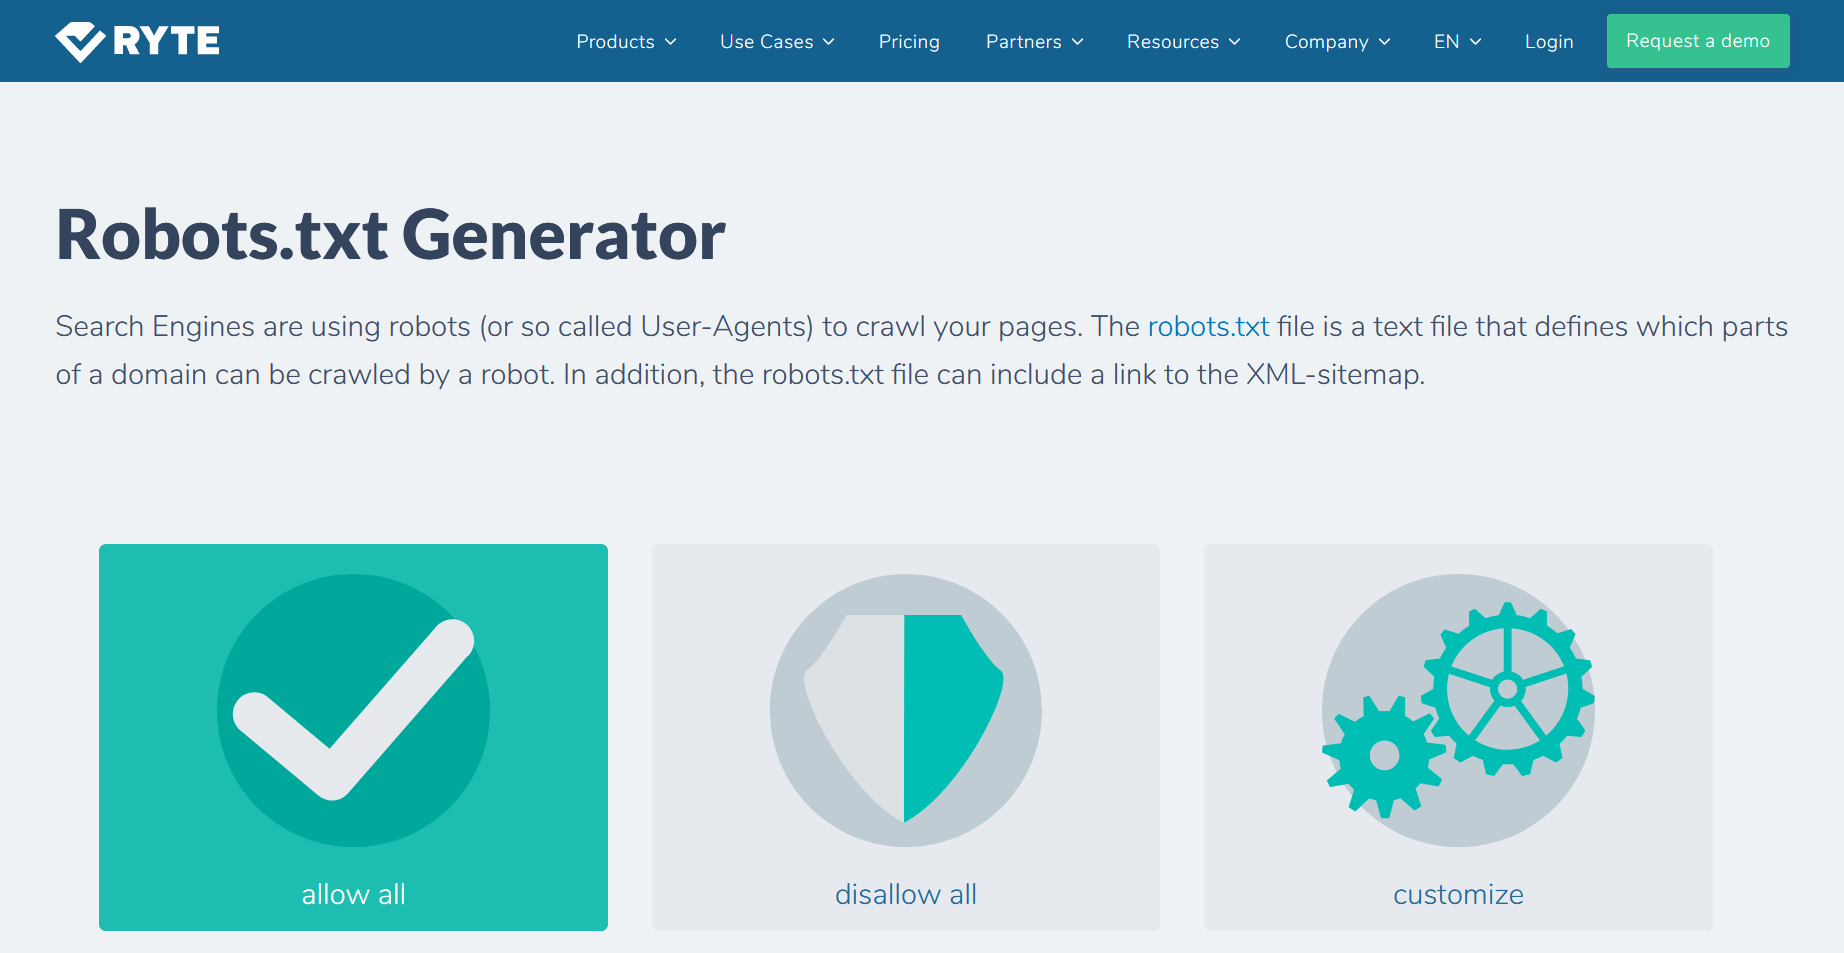 RYTE
Products Use Cases Pricing Partners Resources Company EN Login Request a demo
Robots.txt Generator
Search Engines are using robots (or so called User-Agents) to crawl your pages. The robots.txt file is a text file that defines which parts
of a domain can be crawled by a robot. In addition, the robots.txt file can include a link to the XML-sitemap.
allow all
disallow all
customize